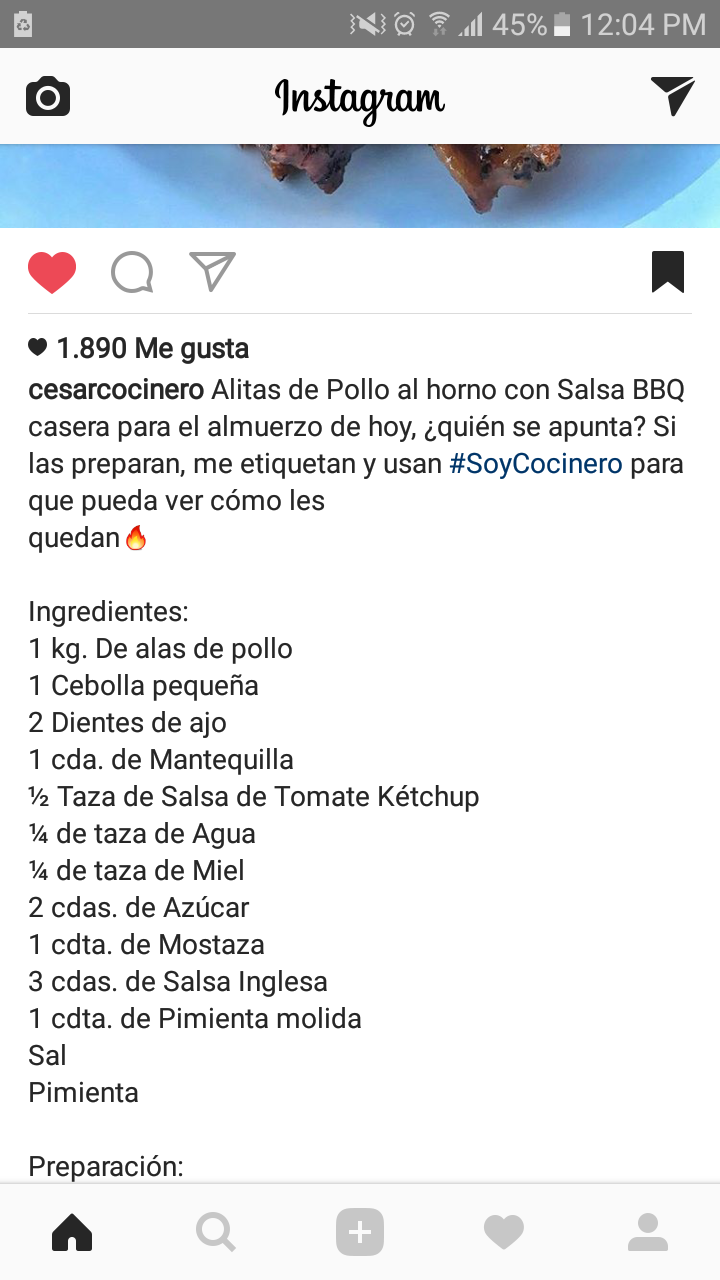 45% 12:04 PM
Instagram
1.890 Me gusta
cesarcocinero Alitas de Pollo al horno con Salsa BBQ
casera para el almuerzo de hoy, ¿quién se apunta? Si
las preparan, me etiquetan y usan #SoyCocinero para
que pueda ver cómo les
quedan🔥
Ingredientes:
1 kg. De alas de pollo
1 Cebolla pequeña
2 Dientes de ajo
1 cda. de Mantequilla
½ Taza de Salsa de Tomate Kétchup
¼ de taza de Agua
¼ de taza de Miel
2 cdas. de Azúcar
1 cdta. de Mostaza
3 cdas. de Salsa Inglesa
1 cdta. de Pimienta molida
Sal
Pimienta
Preparación: